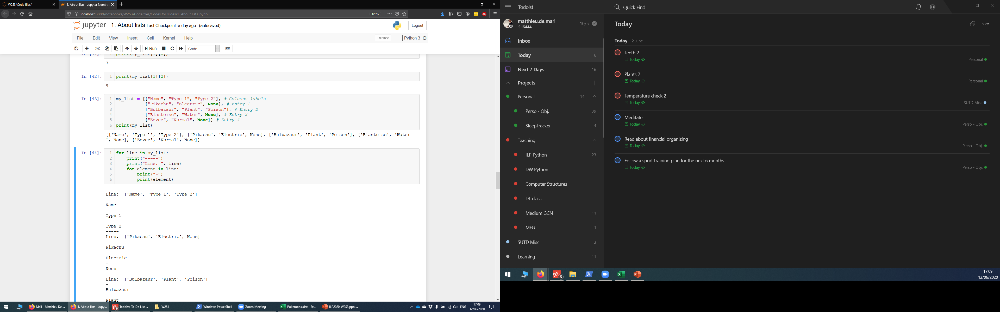 W2S3/Code files/
1. About lists - Jupyter Notebo
localhost:8888/notebooks/W2S3/Code files/Codes for slides/1. About lists.ipynb
120%
ABP
jupyter 1. About lists Last Checkpoint: a day ago (autosaved)
Logout
File Edit View Insert Cell Kernel Help
Trusted
Python 3
Run
Code
In [41]: 1 print(my_list[1][0])
7
In [42]: 1 print(my_list[1][2])
9
In [43]: 1 my_list = [["Name", "Type 1", "Type 2"], # Columns labels
2 ["Pikachu", "Electric", None], # Entry 1
3 ["Bulbazaur", "Plant", "Poison"], # Entry 2
4 ["Blastoise", "Water", None], # Entry 3
5 ["Eevee", "Normal", None]] # Entry 4
6 print(my_list)
[['Name', 'Type 1', 'Type 2'], ['Pikachu', 'Electric', None], ['Bulbazaur', 'Plant', 'Poison'], ['Blastoise', 'Water
', None], ['Eevee', 'Normal', None]]
In [44]: 1 for line in my_list:
2 print("-----")
3 print("Line: ", line)
4 for element in line:
5 print("-")
6 print(element)
-----
Line:  ['Name', 'Type 1', 'Type 2']
-
Name
-
Type 1
-
Type 2
-----
Line:  ['Pikachu', 'Electric', None]
-
Pikachu
-
Electric
-
None
-----
Line:  ['Bulbazaur', 'Plant', 'Poison']
-
Bulbazaur
-
Plant
Mail - Matthieu De ...
1. About lists - Jupy...
6
Todoist: To-Do List ...
W2S1
Windows PowerShell
Zoom Meeting
Pokemons.xlsx - Ex...
ILP2020_W2S3.pptx...
ENG
17:09
12/06/2020
Todoist
matthieu.de.mari
↑16444
10/5
Inbox
12
Today 6
Next 7 Days 16
Projects
Personal 14
Perso - Obj. 39
SleepTracker 4
Teaching
ILP Python 23
DW Python
Computer Structures
DL class
Medium GCN 11
MFG 1
SUTD Misc 3
Learning 11
Quick Find
Today
Today 12 June
Teeth 2
Today
Personal
Plants 2
Today
Personal
Temperature check 2
Today
SUTD Misc
Meditate
Today
Perso - Obj.
Read about financial organizing
Today
Perso - Obj.
Follow a sport training plan for the next 6 months
Today
Perso - Obj.
6
17:09
12/06/2020